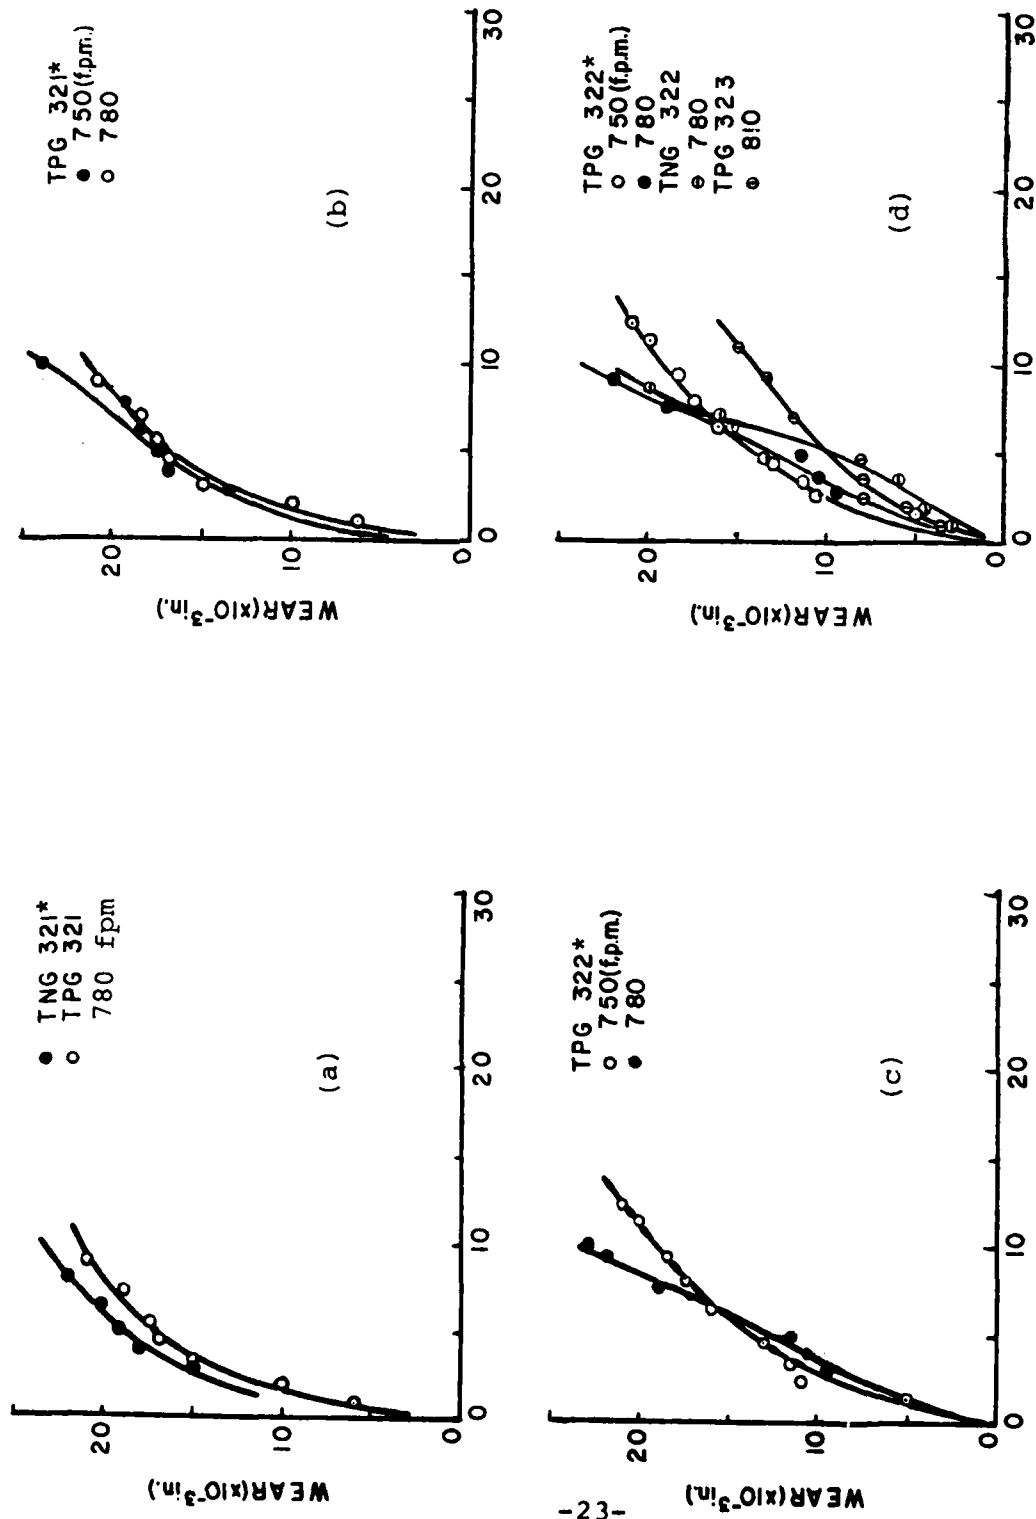 TNG 321*
TPG 321
780 fpm
(a)
WEAR(x10⁻³in.)
20
10
0
0
10
20
30
TPG 321*
750(f.p.m.)
780
(b)
WEAR(x10⁻³in.)
20
10
0
0
10
20
30
TPG 322*
750(f.p.m.)
780
(c)
WEAR(x10⁻³in.)
20
10
0
0
10
20
30
TPG 322*
750(f.p.m.)
780
TNG 322
780
TPG 323
810
(d)
WEAR(x10⁻³in.)
20
10
0
0
10
20
30
-23-